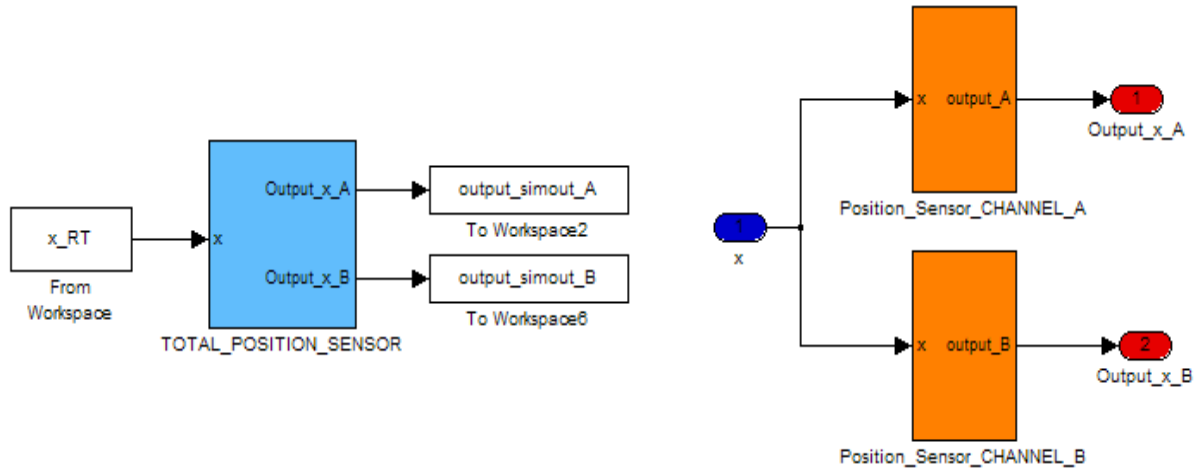 x_RT
From
Workspace
x
Output_x_A
Output_x_B
TOTAL_POSITION_SENSOR
output_simout_A
To Workspace2
output_simout_B
To Workspace6
1
x
x
output_A
Position_Sensor_CHANNEL_A
1
Output_x_A
x
output_B
Position_Sensor_CHANNEL_B
2
Output_x_B